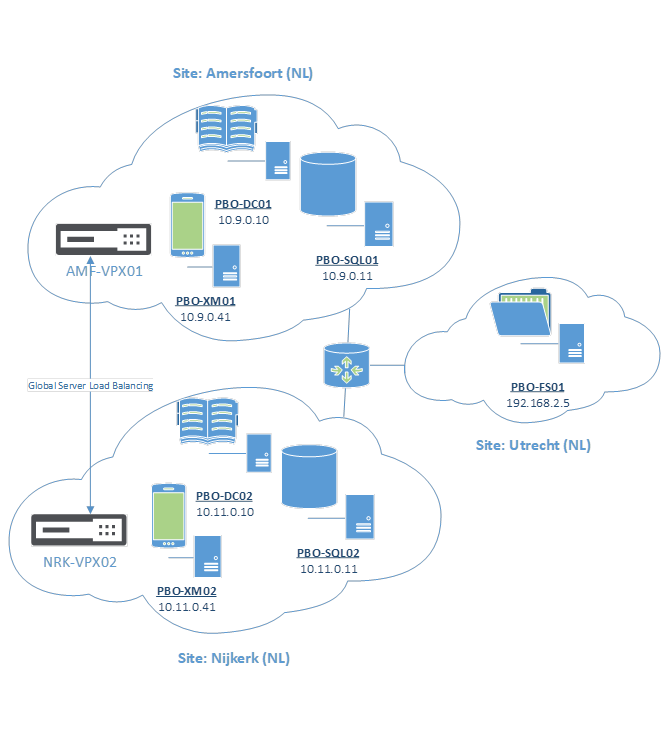 Site: Amersfoort (NL)
PBO-DC01
10.9.0.10
AMF-VPX01
PBO-SQL01
10.9.0.11
PBO-XM01
10.9.0.41
Global Server Load Balancing
PBO-FS01
192.168.2.5
Site: Utrecht (NL)
PBO-DC02
10.11.0.10
NRK-VPX02
PBO-SQL02
10.11.0.11
PBO-XM02
10.11.0.41
Site: Nijkerk (NL)